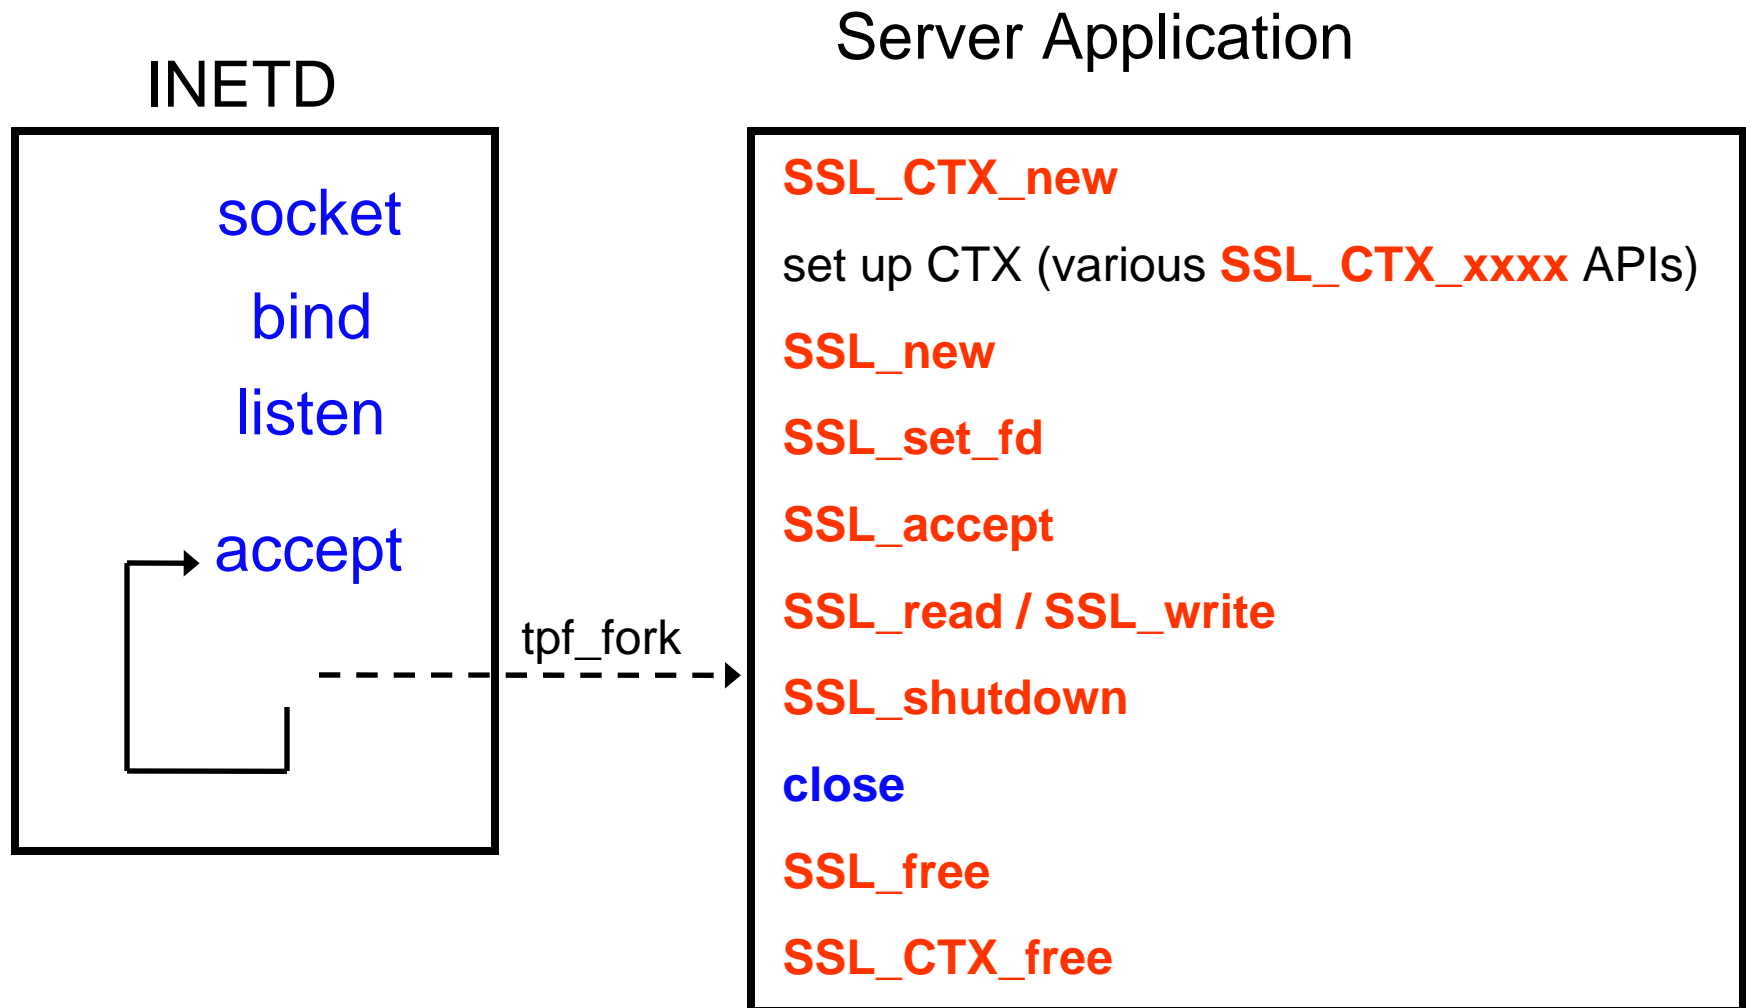 Server Application
INETD
socket
bind
listen
accept
tpf_fork
SSL_CTX_new
set up CTX (various SSL_CTX_xxxx APIs)
SSL_new
SSL_set_fd
SSL_accept
SSL_read / SSL_write
SSL_shutdown
close
SSL_free
SSL_CTX_free